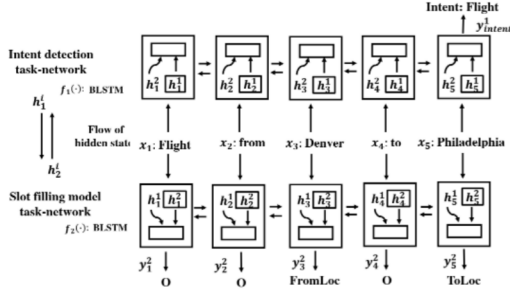 Intent: Flight
y^1_intent
Intent detection
task-network
f₁(·): BLSTM
h^2_1 h^1_1 h^2_2 h^1_2 h^2_3 h^1_3 h^2_4 h^1_4 h^2_5 h^1_5
h^i_1
Flow of
hidden stat
x₁: Flight x₂: from x₃: Denver x₄: to x₅: Philadelphia
h^i_2
Slot filling model
task-network
f₂(·): BLSTM
h^1_1 h^2_1 h^1_2 h^2_2 h^1_3 h^2_3 h^1_4 h^2_4 h^1_5 h^2_5
y^2_1 y^2_2 y^2_3 y^2_4 y^2_5
O O FromLoc O ToLoc